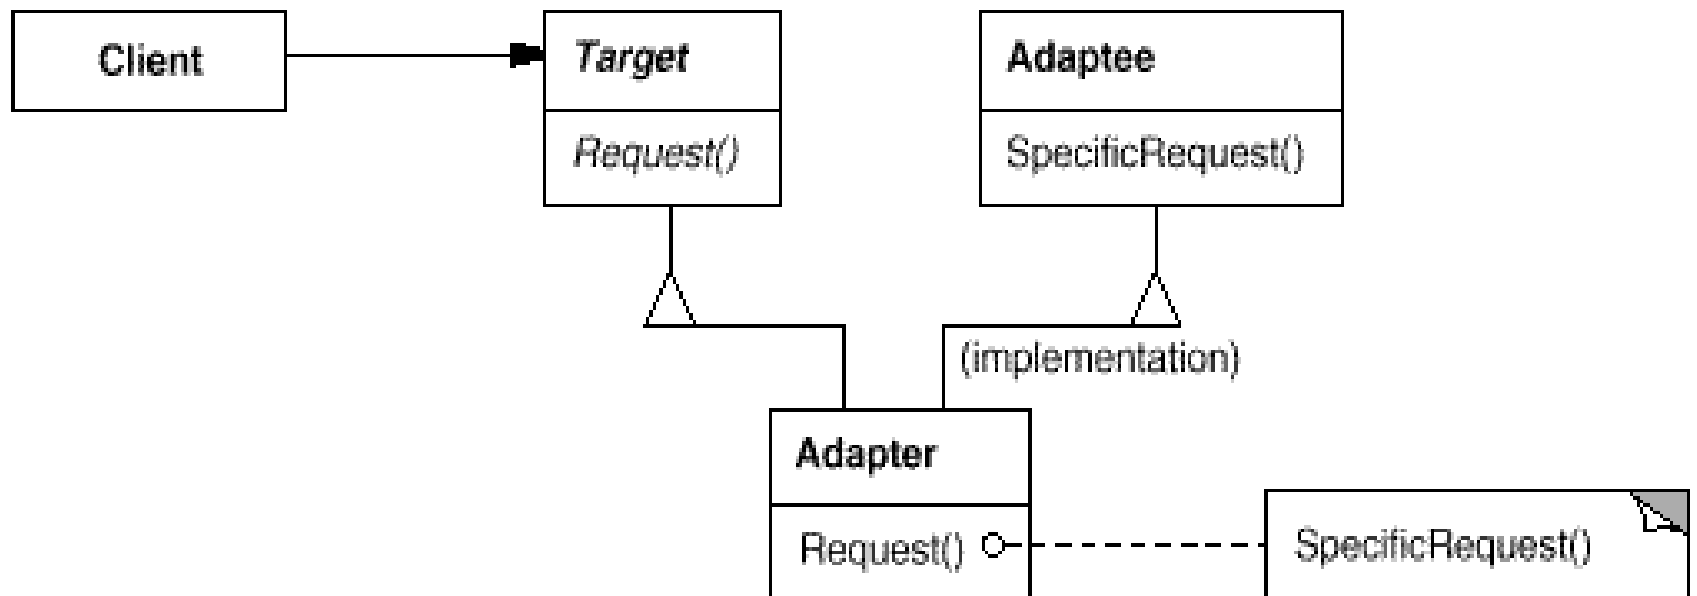 Client
Target
Request()
Adaptee
SpecificRequest()
(implementation)
Adapter
Request()
SpecificRequest()